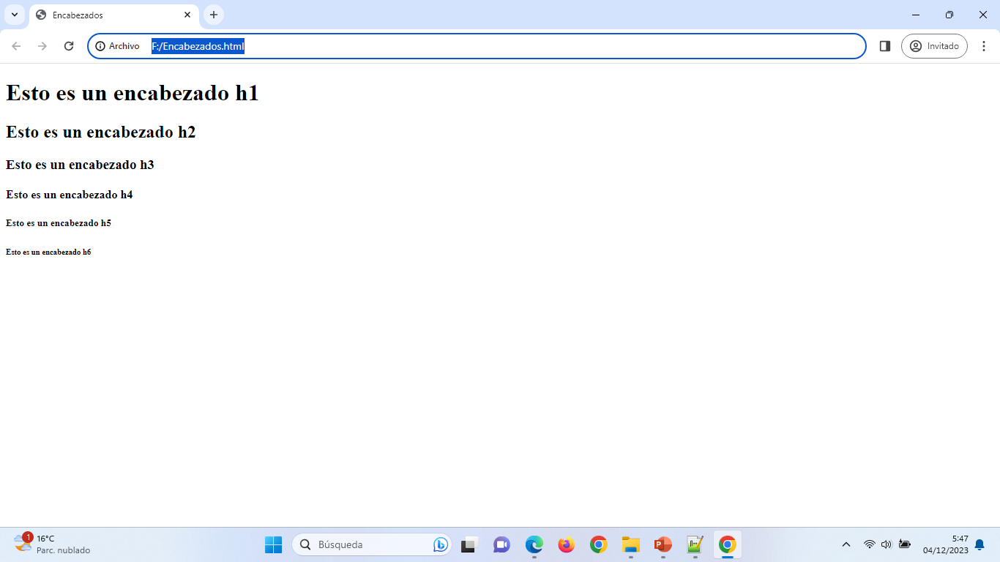 Encabezados
Archivo F:/Encabezados.html
Invitado
Esto es un encabezado h1
Esto es un encabezado h2
Esto es un encabezado h3
Esto es un encabezado h4
Esto es un encabezado h5
Esto es un encabezado h6
1
16°C
Parc. nublado
Búsqueda
5:47
04/12/2023